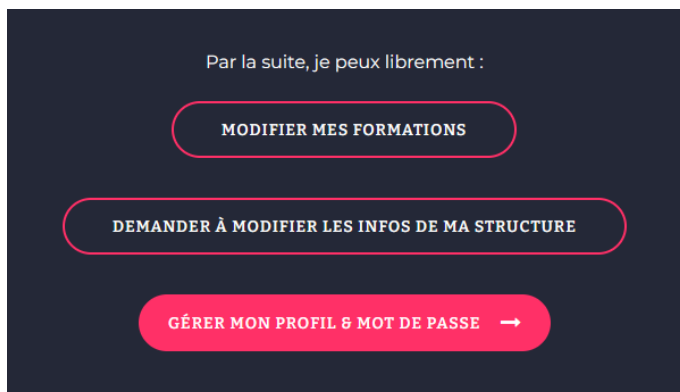 Par la suite, je peux librement :
MODIFIER MES FORMATIONS
DEMANDER À MODIFIER LES INFOS DE MA STRUCTURE
GÉRER MON PROFIL & MOT DE PASSE →